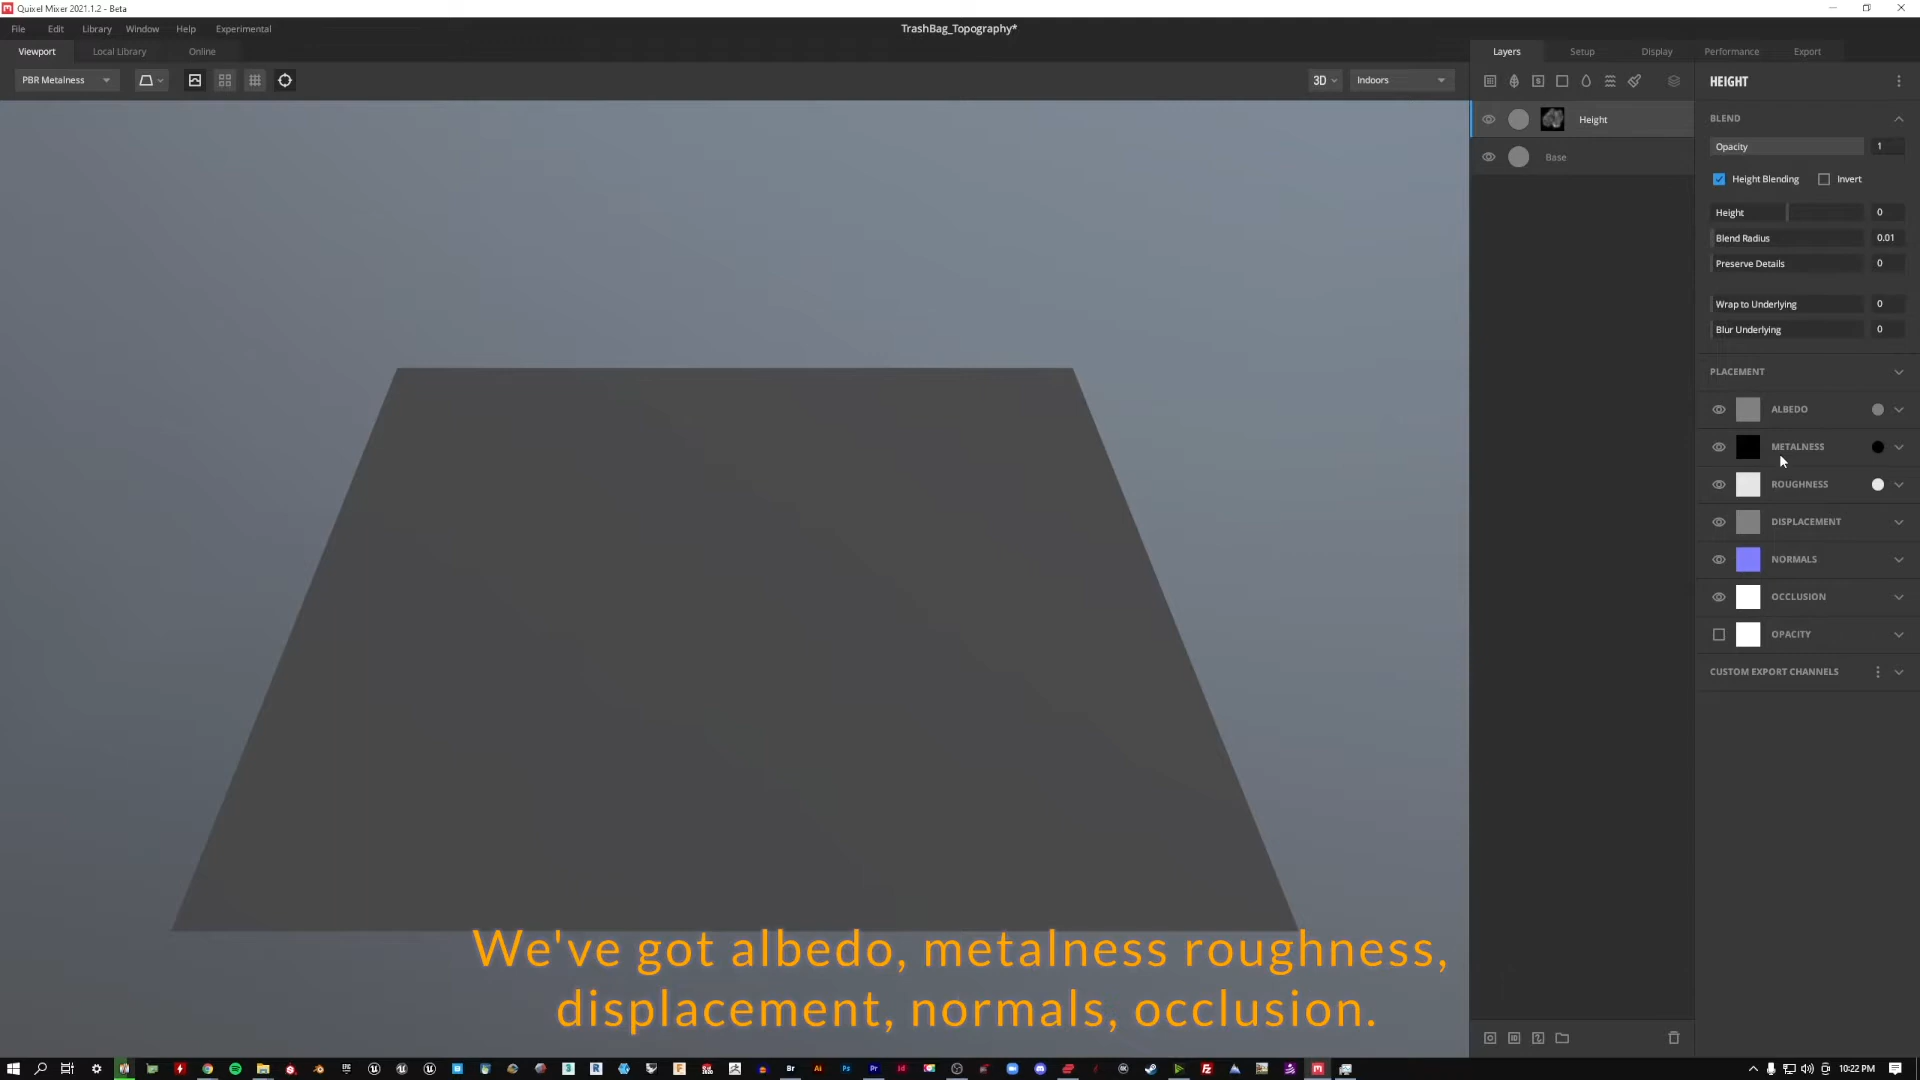 Quixel Mixer 2021.1.2 - Beta
File Edit Library Window Help Experimental
TrashBag_Topography*
Viewport Local Library Online
Layers Setup Display Performance Export
PBR Metalness
3D Indoors
HEIGHT
Height
Base
BLEND
Opacity 1
Height Blending Invert
Height 0
Blend Radius 0.01
Preserve Details 0
Wrap to Underlying 0
Blur Underlying 0
PLACEMENT
ALBEDO
METALNESS
ROUGHNESS
DISPLACEMENT
NORMALS
OCCLUSION
OPACITY
CUSTOM EXPORT CHANNELS
We've got albedo, metalness roughness,
displacement, normals, occlusion.
10:22 PM